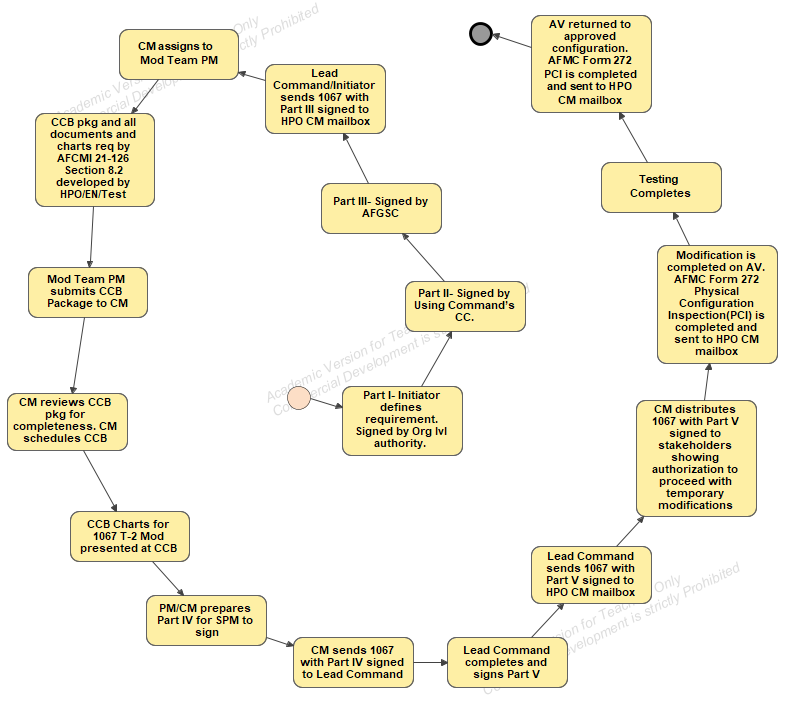 CM assigns to
Mod Team PM
Lead
Command/Initiator
sends 1067 with
Part III signed to
HPO CM mailbox
AV returned to
approved
configuration.
AFMC Form 272
PCI is completed
and sent to HPO
CM mailbox
CCB pkg and all
documents and
charts req by
AFCMI 21-126
Section 8.2
developed by
HPO/EN/Test
Part III- Signed by
AFGSC
Testing
Completes
Mod Team PM
submits CCB
Package to CM
Part II- Signed by
Using Command's
CC.
Modification is
completed on AV.
AFMC Form 272
Physical
Configuration
Inspection(PCI) is
completed and
sent to HPO CM
mailbox
CM reviews CCB
pkg for
completeness. CM
schedules CCB
Part I- Initiator
defines
requirement.
Signed by Org lvl
authority.
CM distributes
1067 with Part V
signed to
stakeholders
showing
authorization to
proceed with
temporary
modifications
CCB Charts for
1067 T-2 Mod
presented at CCB
Lead Command
sends 1067 with
Part V signed to
HPO CM mailbox
PM/CM prepares
Part IV for SPM to
sign
CM sends 1067
with Part IV signed
to Lead Command
Lead Command
completes and
signs Part V
Only
strictly Prohibited
Academic Version for
Development is
for Only
Development is strictly Prohibited